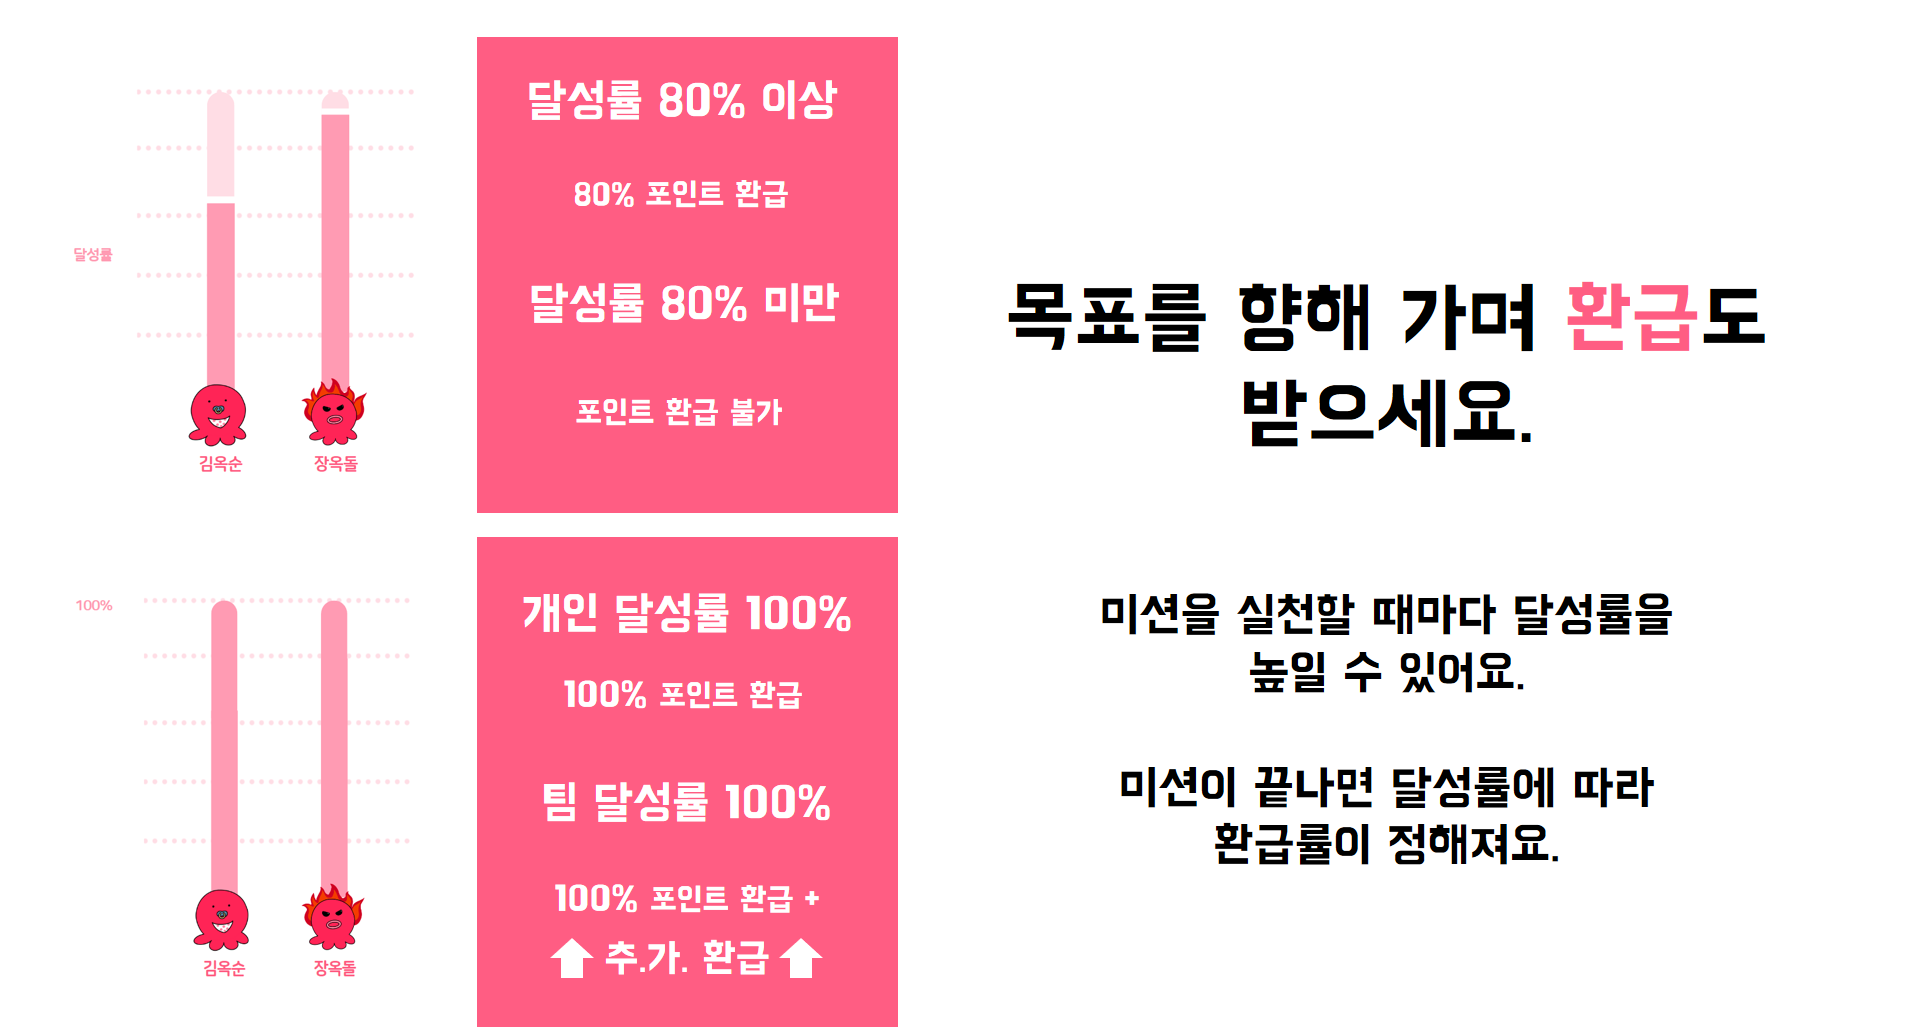 달성률
김옥순
장옥돌
달성률 80% 이상
80% 포인트 환급
달성률 80% 미만
포인트 환급 불가
100%
김옥순
장옥돌
개인 달성률 100%
100% 포인트 환급
팀 달성률 100%
100% 포인트 환급 +
추.가. 환급
목표를 향해 가며 환급도
받으세요.
미션을 실천할 때마다 달성률을
높일 수 있어요.
미션이 끝나면 달성률에 따라
환급률이 정해져요.